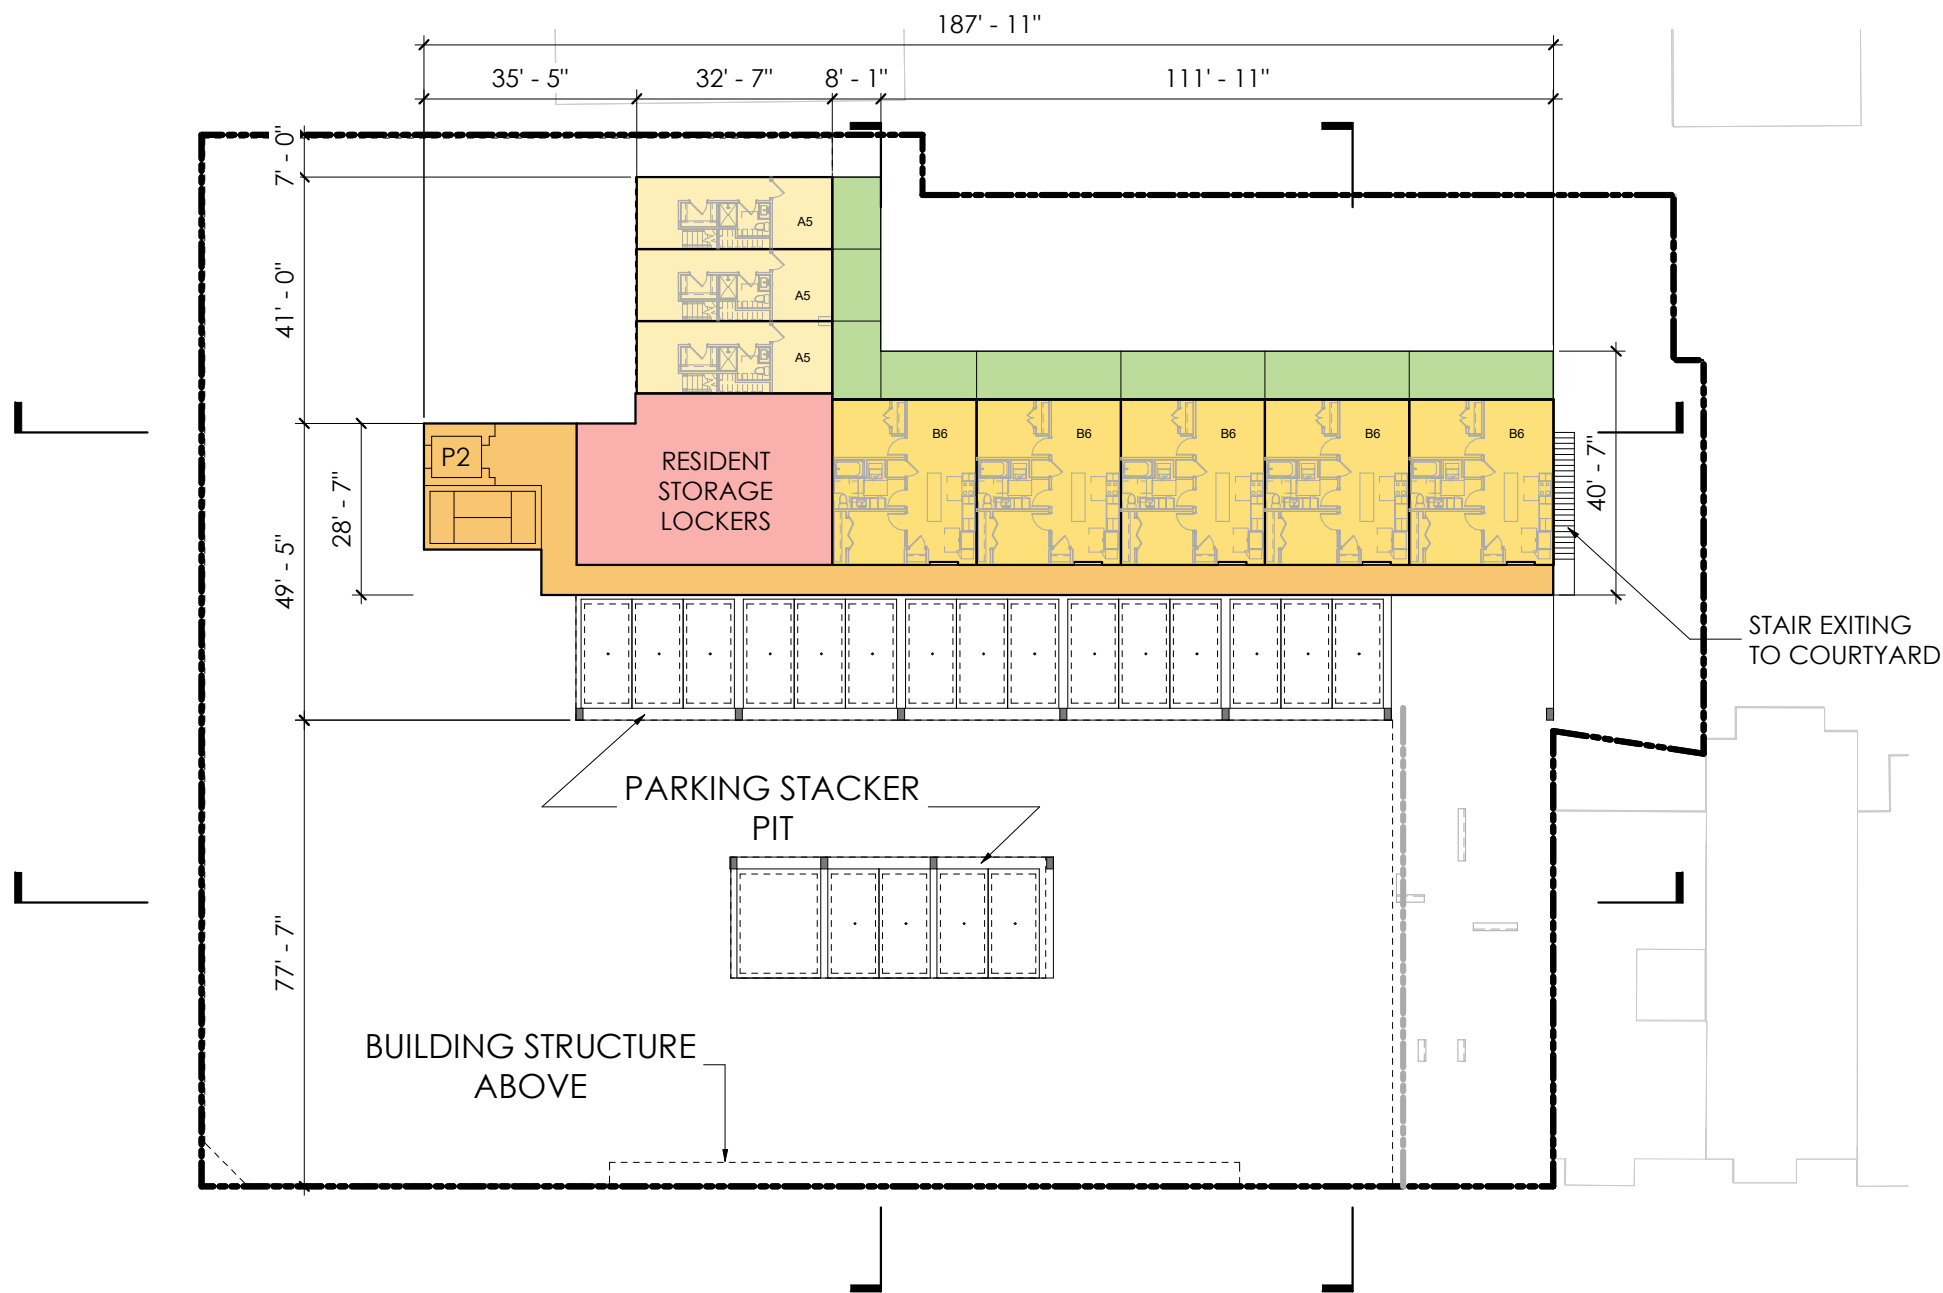 187' - 11"
35' - 5"
32' - 7"
8' - 1"
111' - 11"
7' - 0"
41' - 0"
A5
A5
A5
P2
28' - 7"
49' - 5"
RESIDENT
STORAGE
LOCKERS
B6
B6
B6
B6
B6
40' - 7"
STAIR EXITING
TO COURTYARD
PARKING STACKER
PIT
77' - 7"
BUILDING STRUCTURE
ABOVE